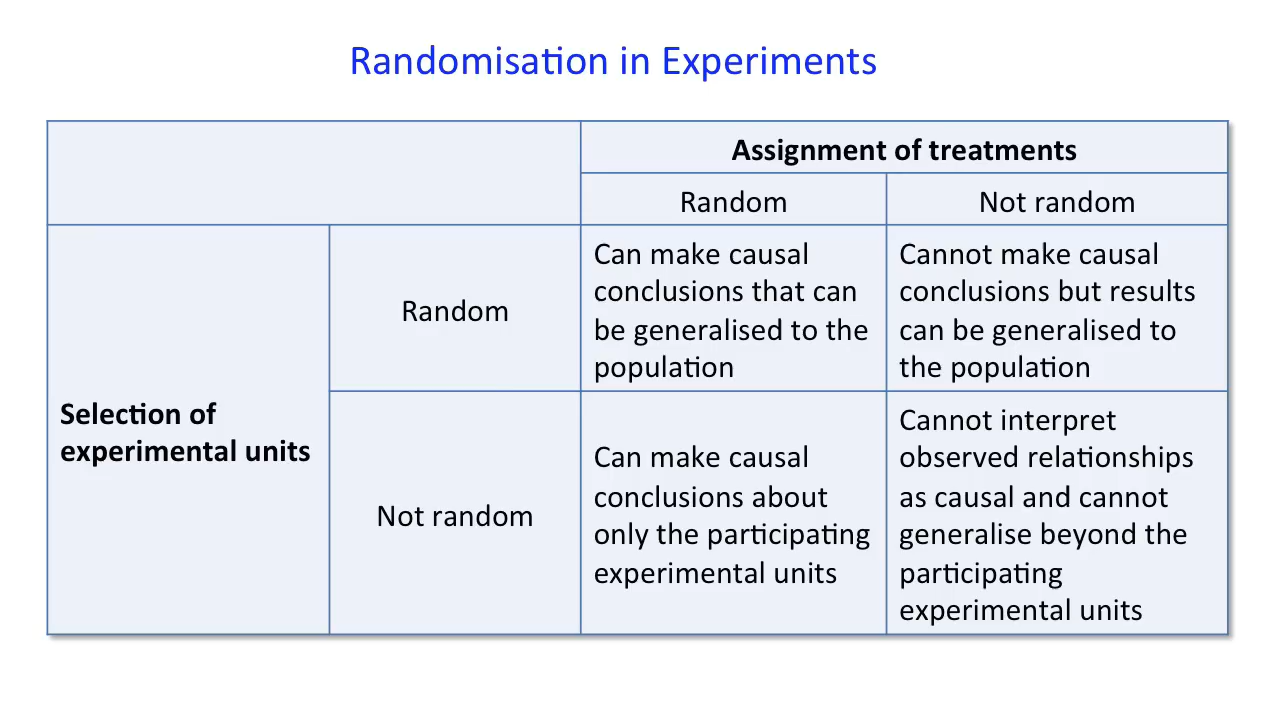 Randomisation in Experiments
Assignment of treatments
Random
Not random
Selection of
experimental units
Random
Can make causal
conclusions that can
be generalised to the
population
Cannot make causal
conclusions but results
can be generalised to
the population
Not random
Can make causal
conclusions about
only the participating
experimental units
Cannot interpret
observed relationships
as causal and cannot
generalise beyond the
participating
experimental units